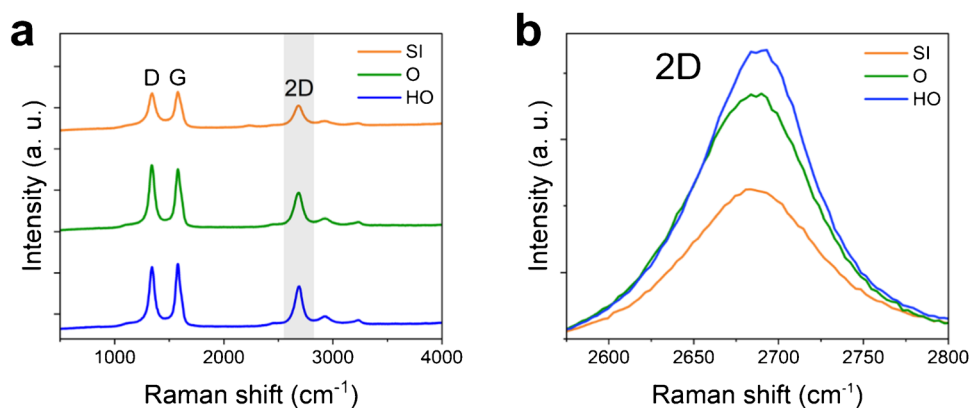 a
SI
O
HO
D G
2D
Intensity (a. u.)
1000 2000 3000 4000
Raman shift (cm⁻¹)
b
2D
SI
O
HO
Intensity (a. u.)
2600 2650 2700 2750 2800
Raman shift (cm⁻¹)